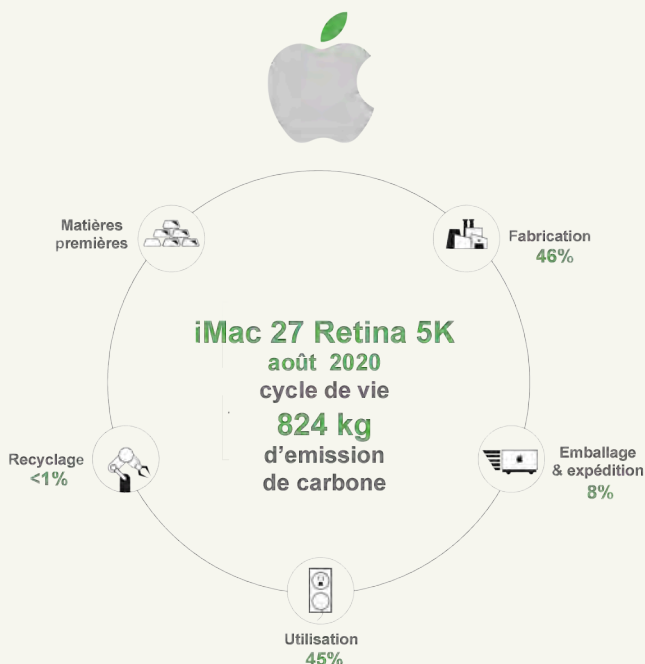 Matières
premières
Fabrication
46%
iMac 27 Retina 5K
août 2020
cycle de vie
824 kg
d'emission
de carbone
Recyclage
<1%
Emballage
& expédition
8%
Utilisation
45%